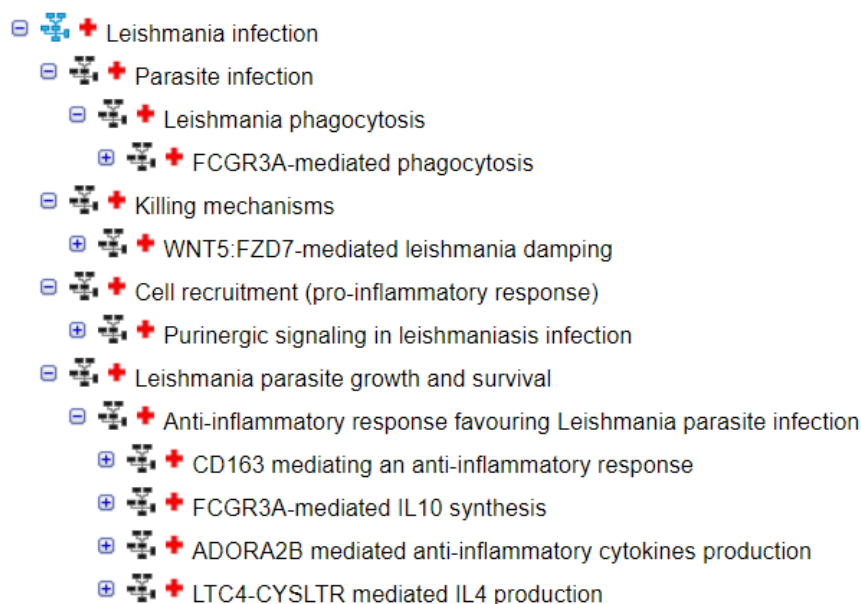 Leishmania infection
Parasite infection
Leishmania phagocytosis
FCGR3A-mediated phagocytosis
Killing mechanisms
WNT5:FZD7-mediated leishmania damping
Cell recruitment (pro-inflammatory response)
Purinergic signaling in leishmaniasis infection
Leishmania parasite growth and survival
Anti-inflammatory response favouring Leishmania parasite infection
CD163 mediating an anti-inflammatory response
FCGR3A-mediated IL10 synthesis
ADORA2B mediated anti-inflammatory cytokines production
LTC4-CYSLTR mediated IL4 production